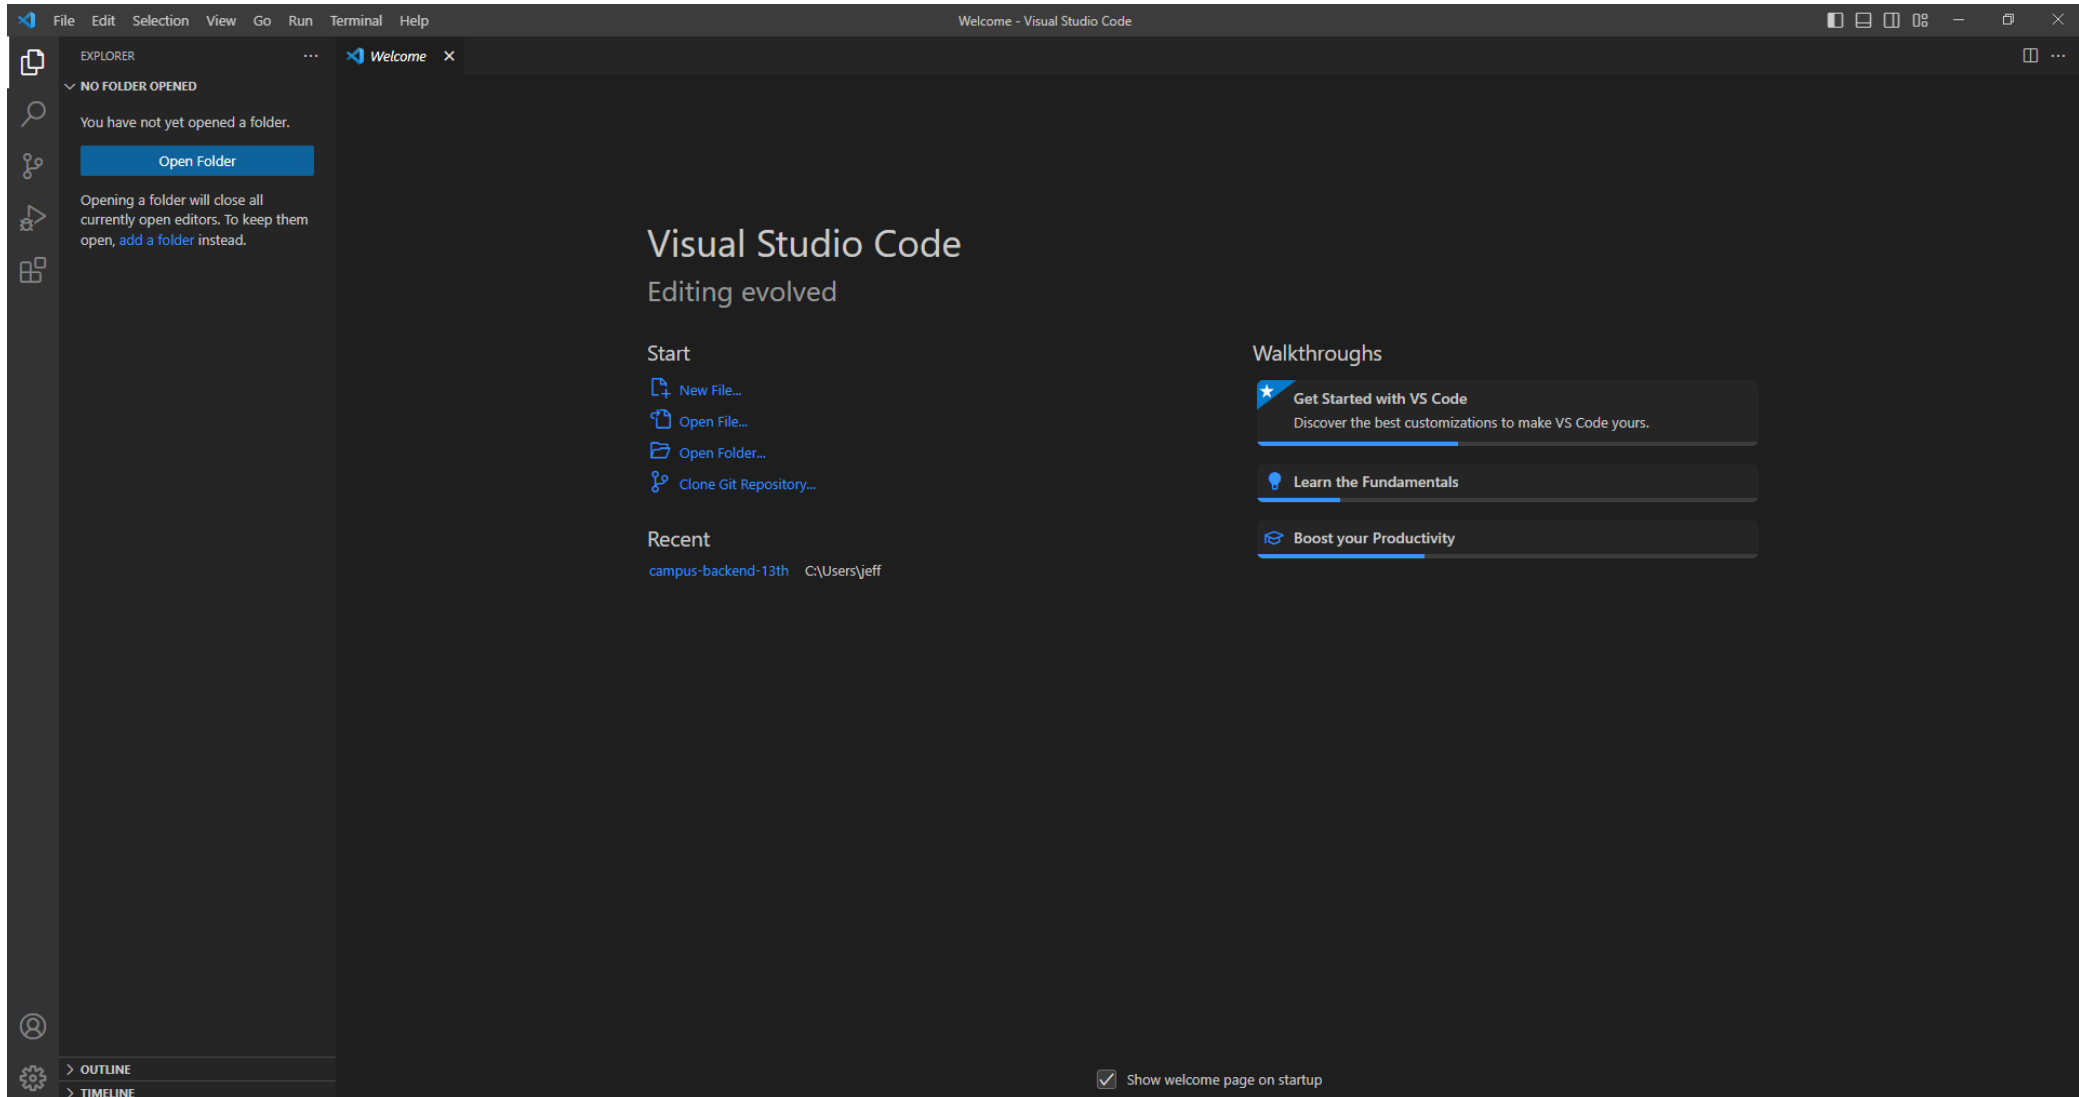 File Edit Selection View Go Run Terminal Help
Welcome - Visual Studio Code
EXPLORER
Welcome
NO FOLDER OPENED
You have not yet opened a folder.
Open Folder
Opening a folder will close all
currently open editors. To keep them
open, add a folder instead.
Visual Studio Code
Editing evolved
Start
New File...
Open File...
Open Folder...
Clone Git Repository...
Recent
campus-backend-13th C:\Users\jeff
Walkthroughs
Get Started with VS Code
Discover the best customizations to make VS Code yours.
Learn the Fundamentals
Boost your Productivity
OUTLINE
TIMELINE
Show welcome page on startup